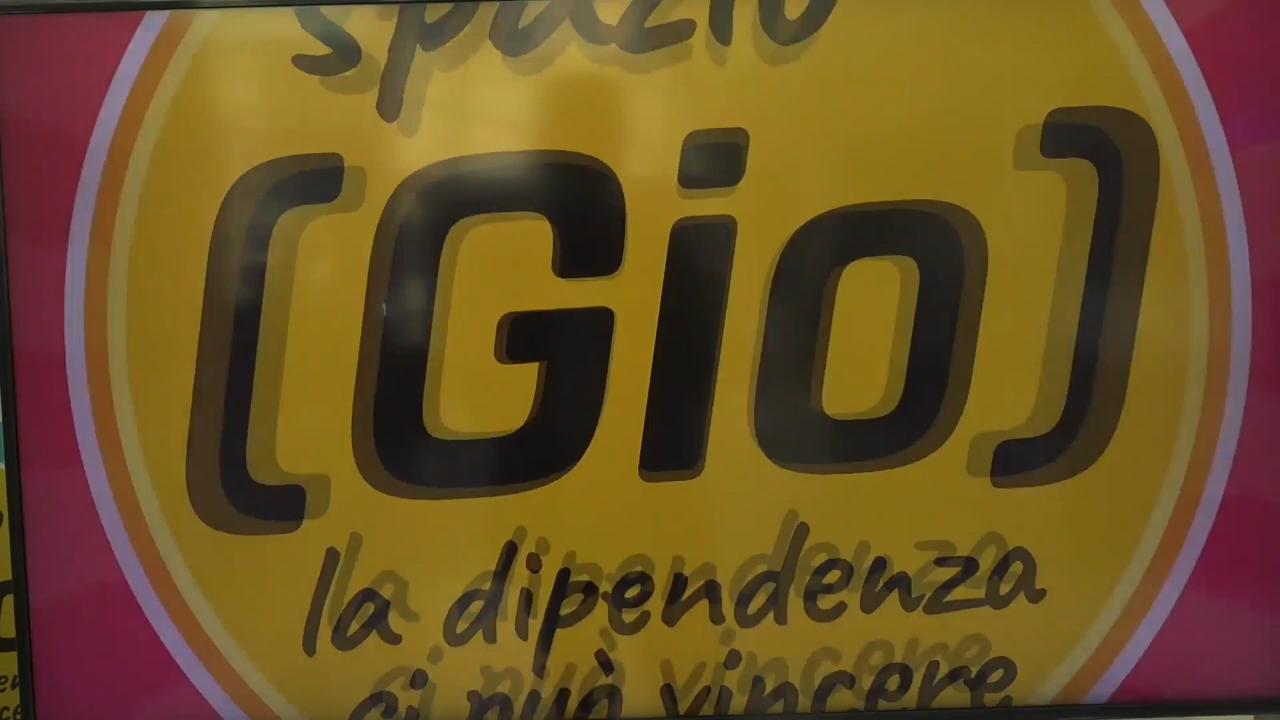 spazio
(Gio)
la dipendenza
ci può vincere